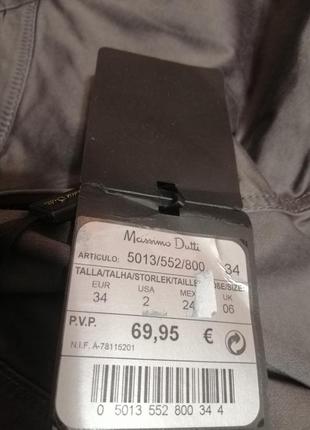 Massimo Dutti
ARTICULO: 5013/552/800 34
TALLA/TALHA/STORLEK/TAILLE SIZE:
EUR USA MEX UK
34 2 24 06
P.V.P. 69,95 €
N.I.F. A-78115201
0 5013 552 800 34 4